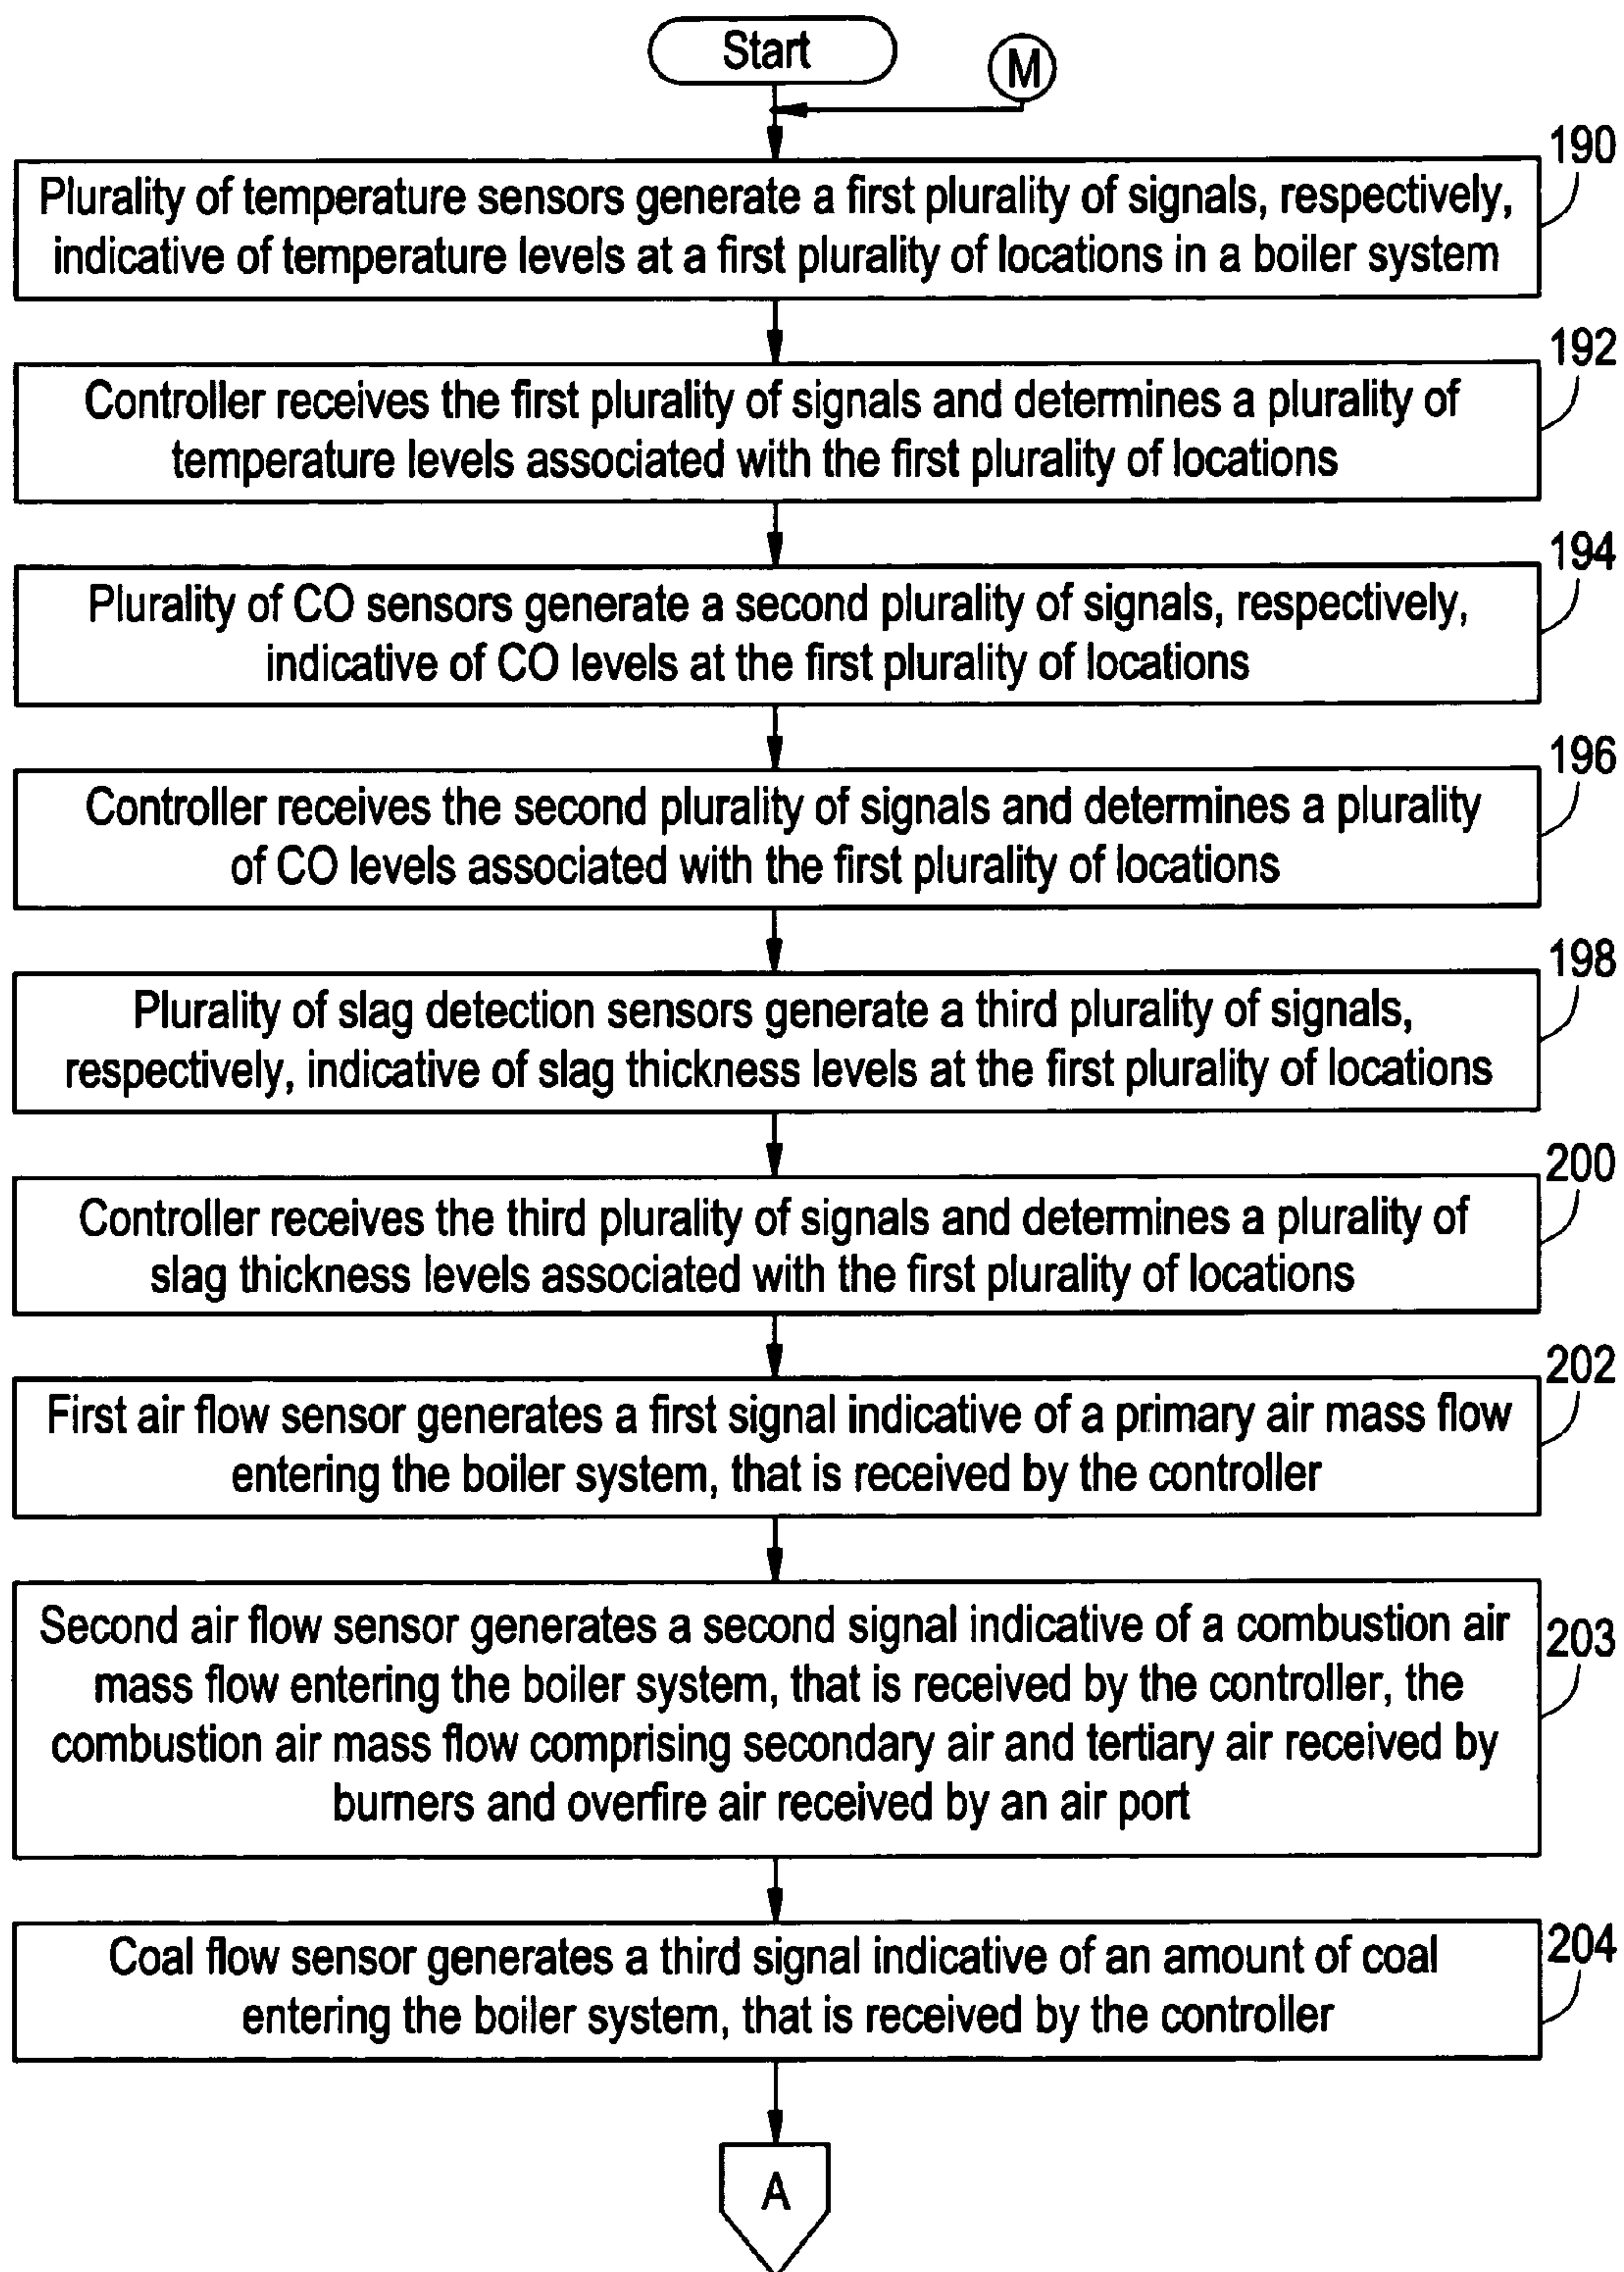 Start
M
190
Plurality of temperature sensors generate a first plurality of signals, respectively,
indicative of temperature levels at a first plurality of locations in a boiler system
192
Controller receives the first plurality of signals and determines a plurality of
temperature levels associated with the first plurality of locations
194
Plurality of CO sensors generate a second plurality of signals, respectively,
indicative of CO levels at the first plurality of locations
196
Controller receives the second plurality of signals and determines a plurality
of CO levels associated with the first plurality of locations
198
Plurality of slag detection sensors generate a third plurality of signals,
respectively, indicative of slag thickness levels at the first plurality of locations
200
Controller receives the third plurality of signals and determines a plurality of
slag thickness levels associated with the first plurality of locations
202
First air flow sensor generates a first signal indicative of a primary air mass flow
entering the boiler system, that is received by the controller
203
Second air flow sensor generates a second signal indicative of a combustion air
mass flow entering the boiler system, that is received by the controller, the
combustion air mass flow comprising secondary air and tertiary air received by
burners and overfire air received by an air port
204
Coal flow sensor generates a third signal indicative of an amount of coal
entering the boiler system, that is received by the controller
A